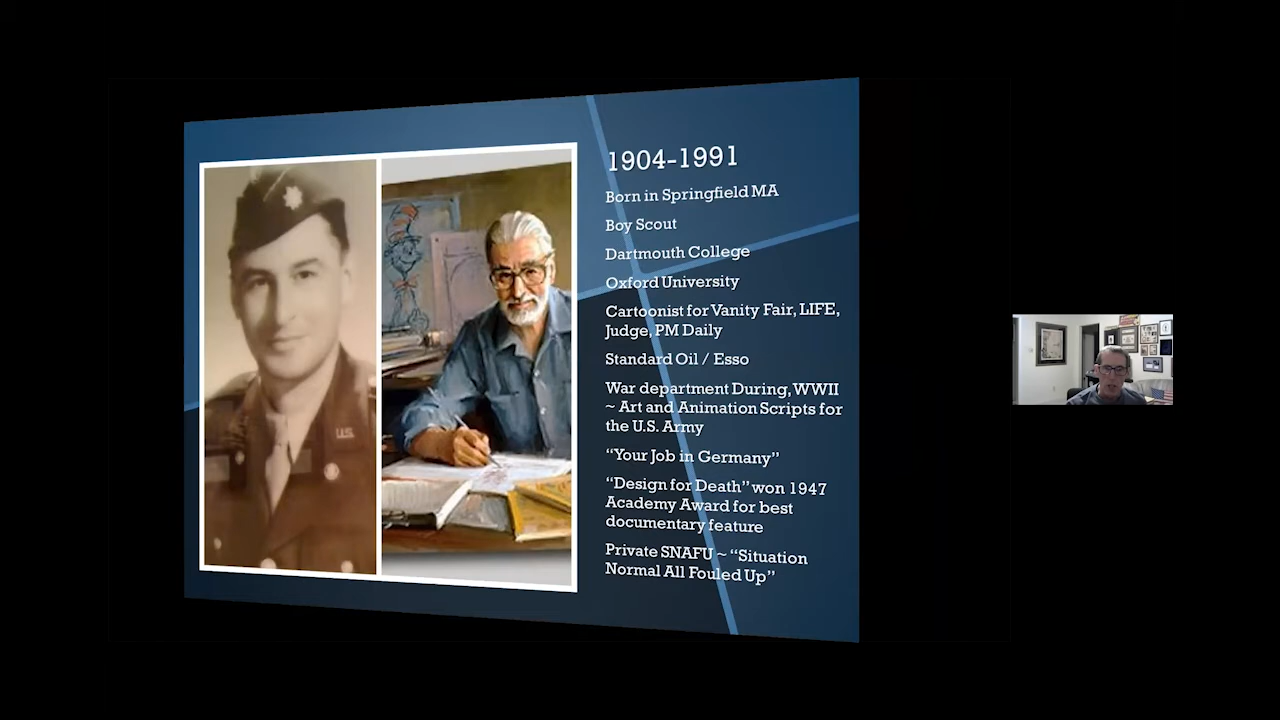 1904-1991
Born in Springfield MA
Boy Scout
Dartmouth College
Oxford University
Cartoonist for Vanity Fair, LIFE,
Judge, PM Daily
Standard Oil / Esso
War department During, WWII
~ Art and Animation Scripts for
the U.S. Army
“Your Job in Germany”
“Design for Death” won 1947
Academy Award for best
documentary feature
Private SNAFU ~ “Situation
Normal All Fouled Up”
U.S.